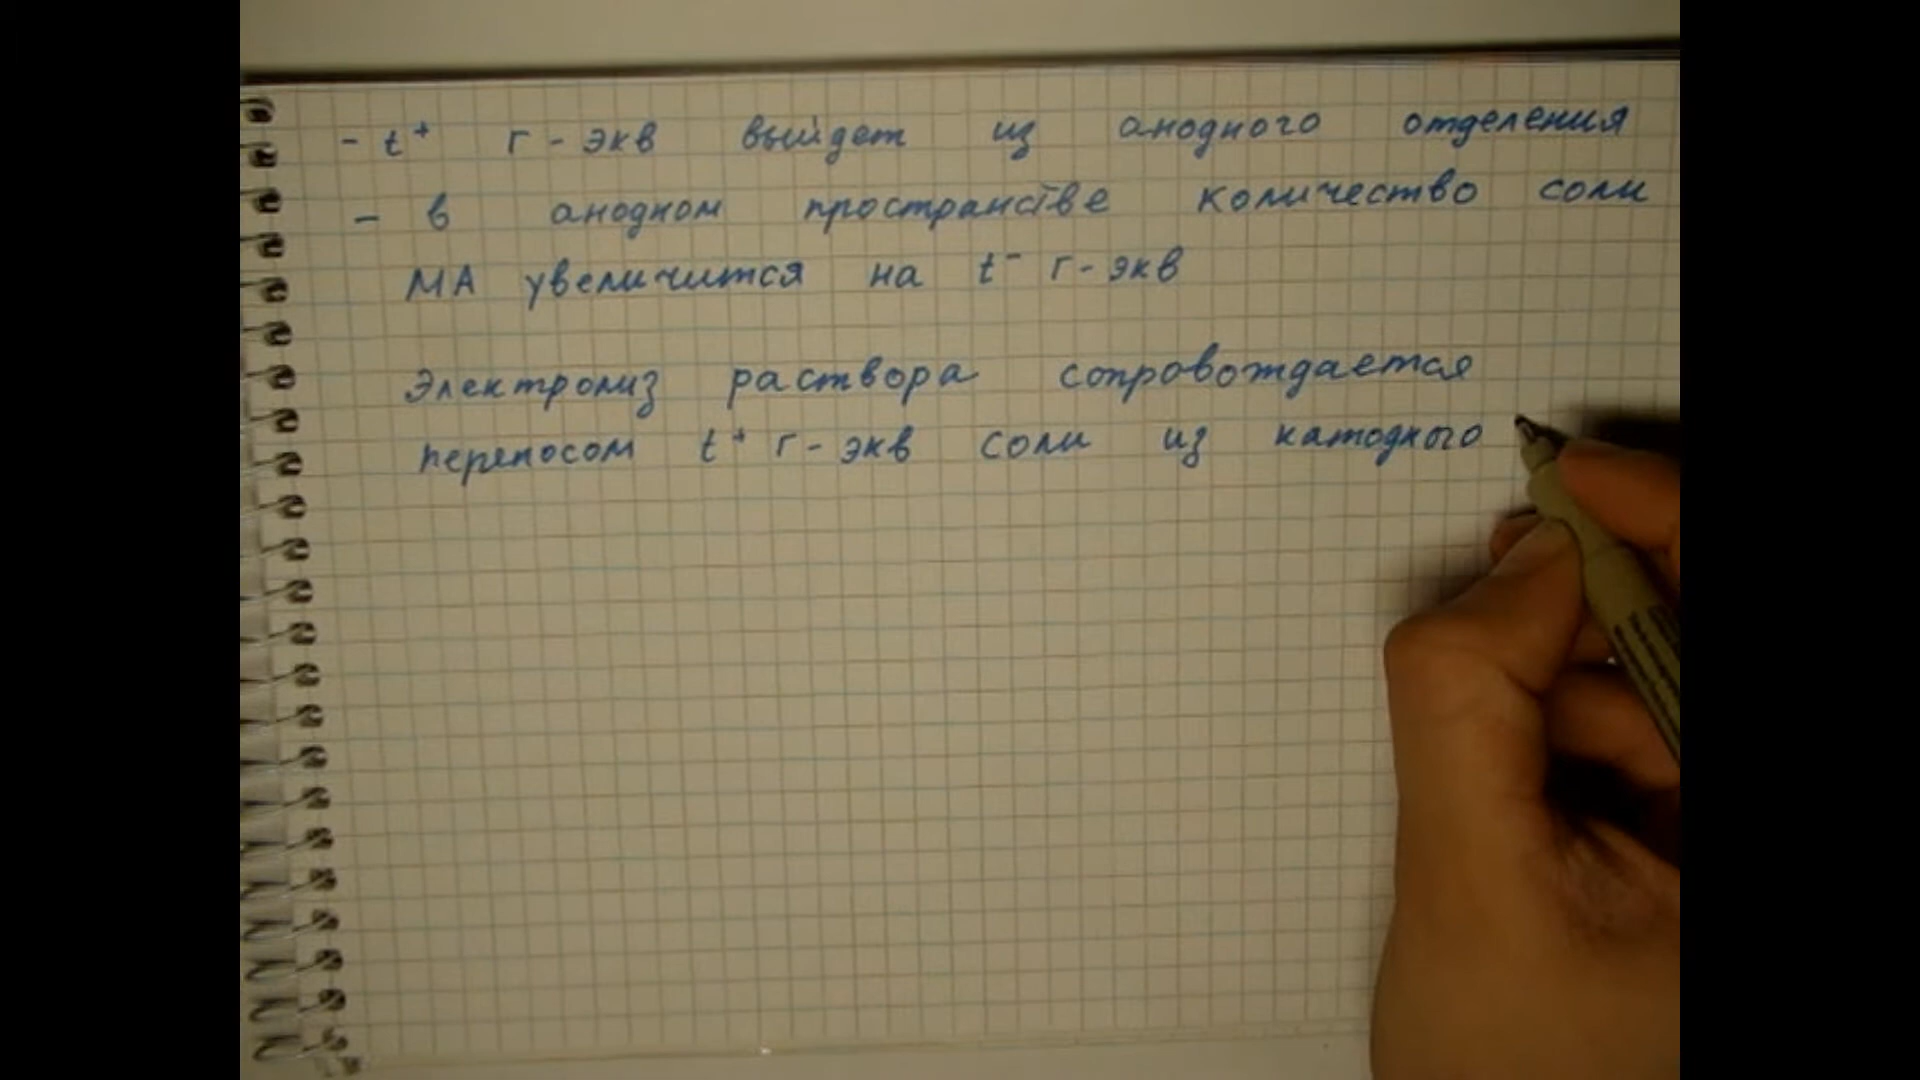 - t⁺ г-экв выйдет из анодного отделения
- в анодном пространстве количество соли
МА увеличится на t⁻ г-экв
Электролиз раствора сопровождается
переносом t⁺ г-экв соли из катодного